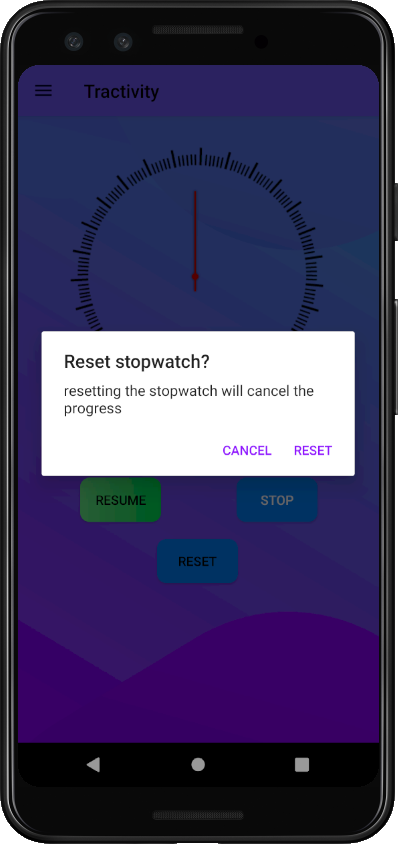 Tractivity
Reset stopwatch?
resetting the stopwatch will cancel the
progress
CANCEL RESET
RESUME STOP
RESET